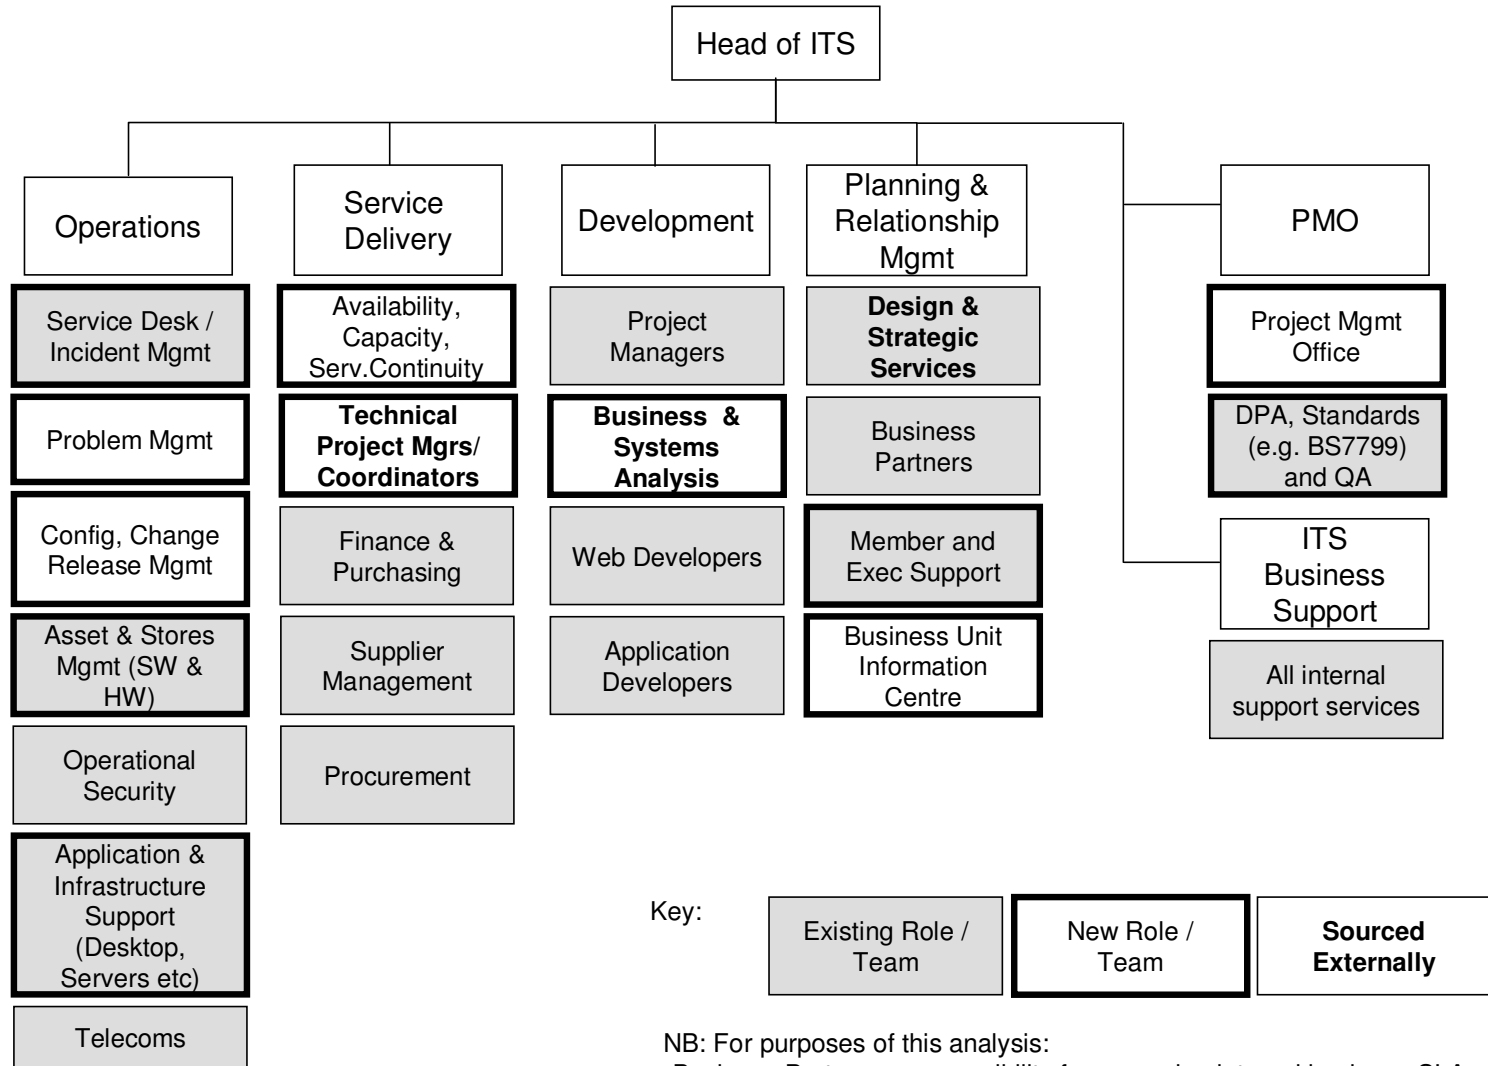 Head of ITS
Operations
Service
Delivery
Development
Planning &
Relationship
Mgmt
PMO
Service Desk /
Incident Mgmt
Problem Mgmt
Config, Change
Release Mgmt
Asset & Stores
Mgmt (SW &
HW)
Operational
Security
Application &
Infrastructure
Support
(Desktop,
Servers etc)
Telecoms
Availability,
Capacity,
Serv.Continuity
Technical
Project Mgrs/
Coordinators
Finance &
Purchasing
Supplier
Management
Procurement
Project
Managers
Business & 
Systems
Analysis
Web Developers
Application
Developers
Design &
Strategic
Services
Business
Partners
Member and
Exec Support
Business Unit
Information
Centre
Project Mgmt
Office
DPA, Standards
(e.g. BS7799)
and QA
ITS
Business
Support
All internal
support services
Key:
Existing Role /
Team
New Role /
Team
Sourced
Externally
NB: For purposes of this analysis: